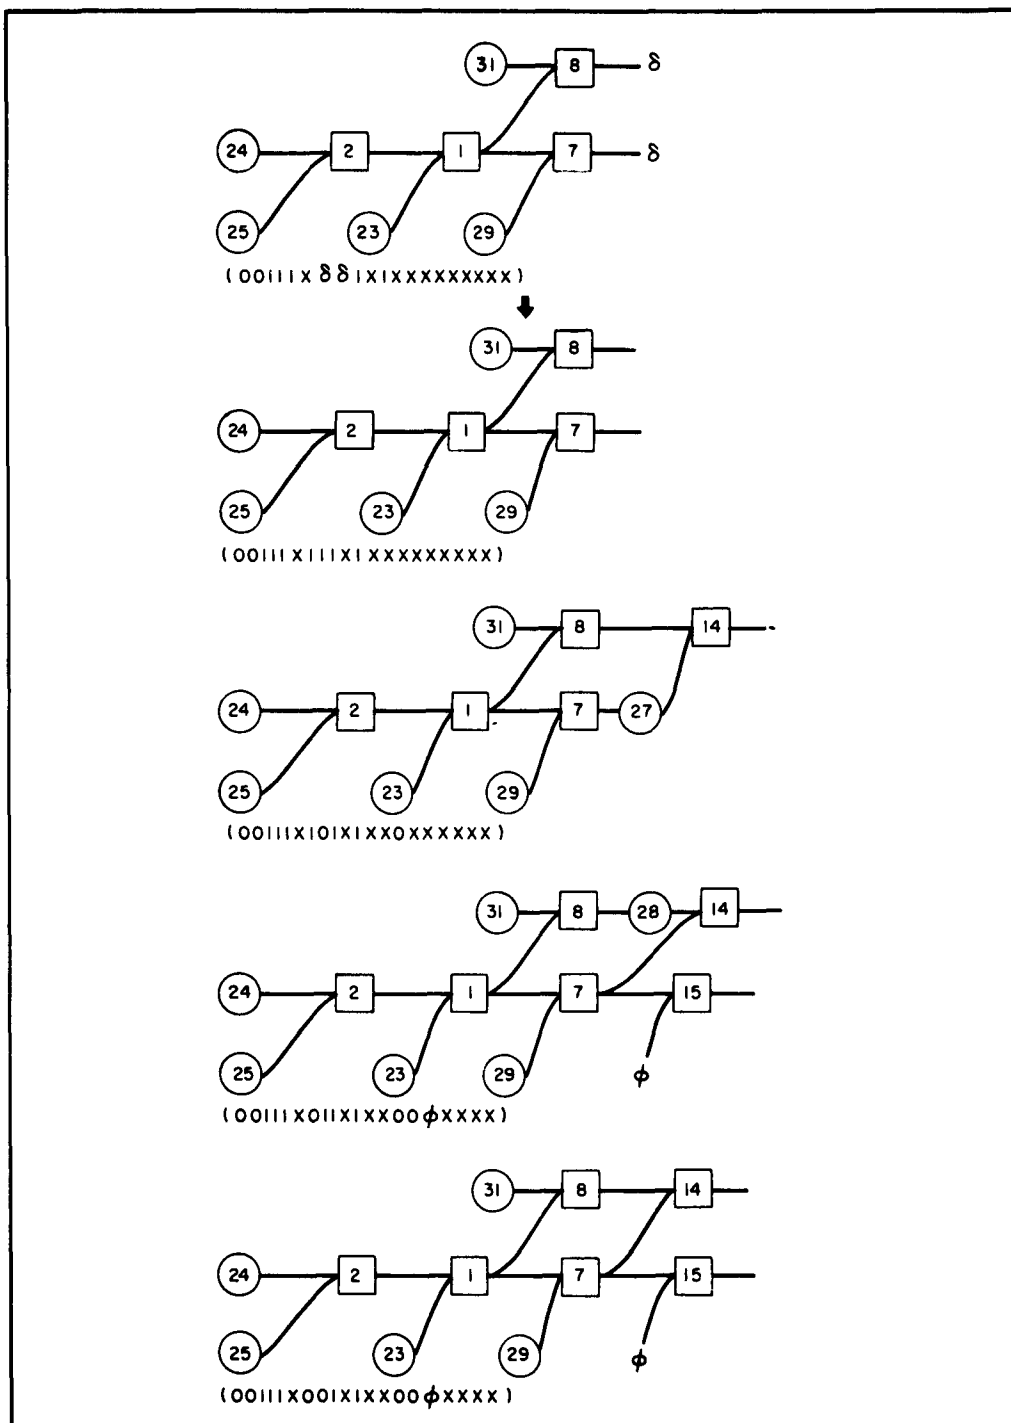 31 8 δ
24 2 1 7 δ
25 23 29
(00111XδδIXIXXXXXXXXX)
31 8
24 2 1 7
25 23 29
(00111X111X1XXXXXXXXX)
31 8 14
24 2 1 7 27
25 23 29
(00111X101X1XX0XXXXXX)
31 8 28 14
24 2 1 7 15
25 23 29 ϕ
(00111X011X1XX00ϕXXXX)
31 8 14
24 2 1 7 15
25 23 29 ϕ
(00111X001X1XX00ϕXXXX)